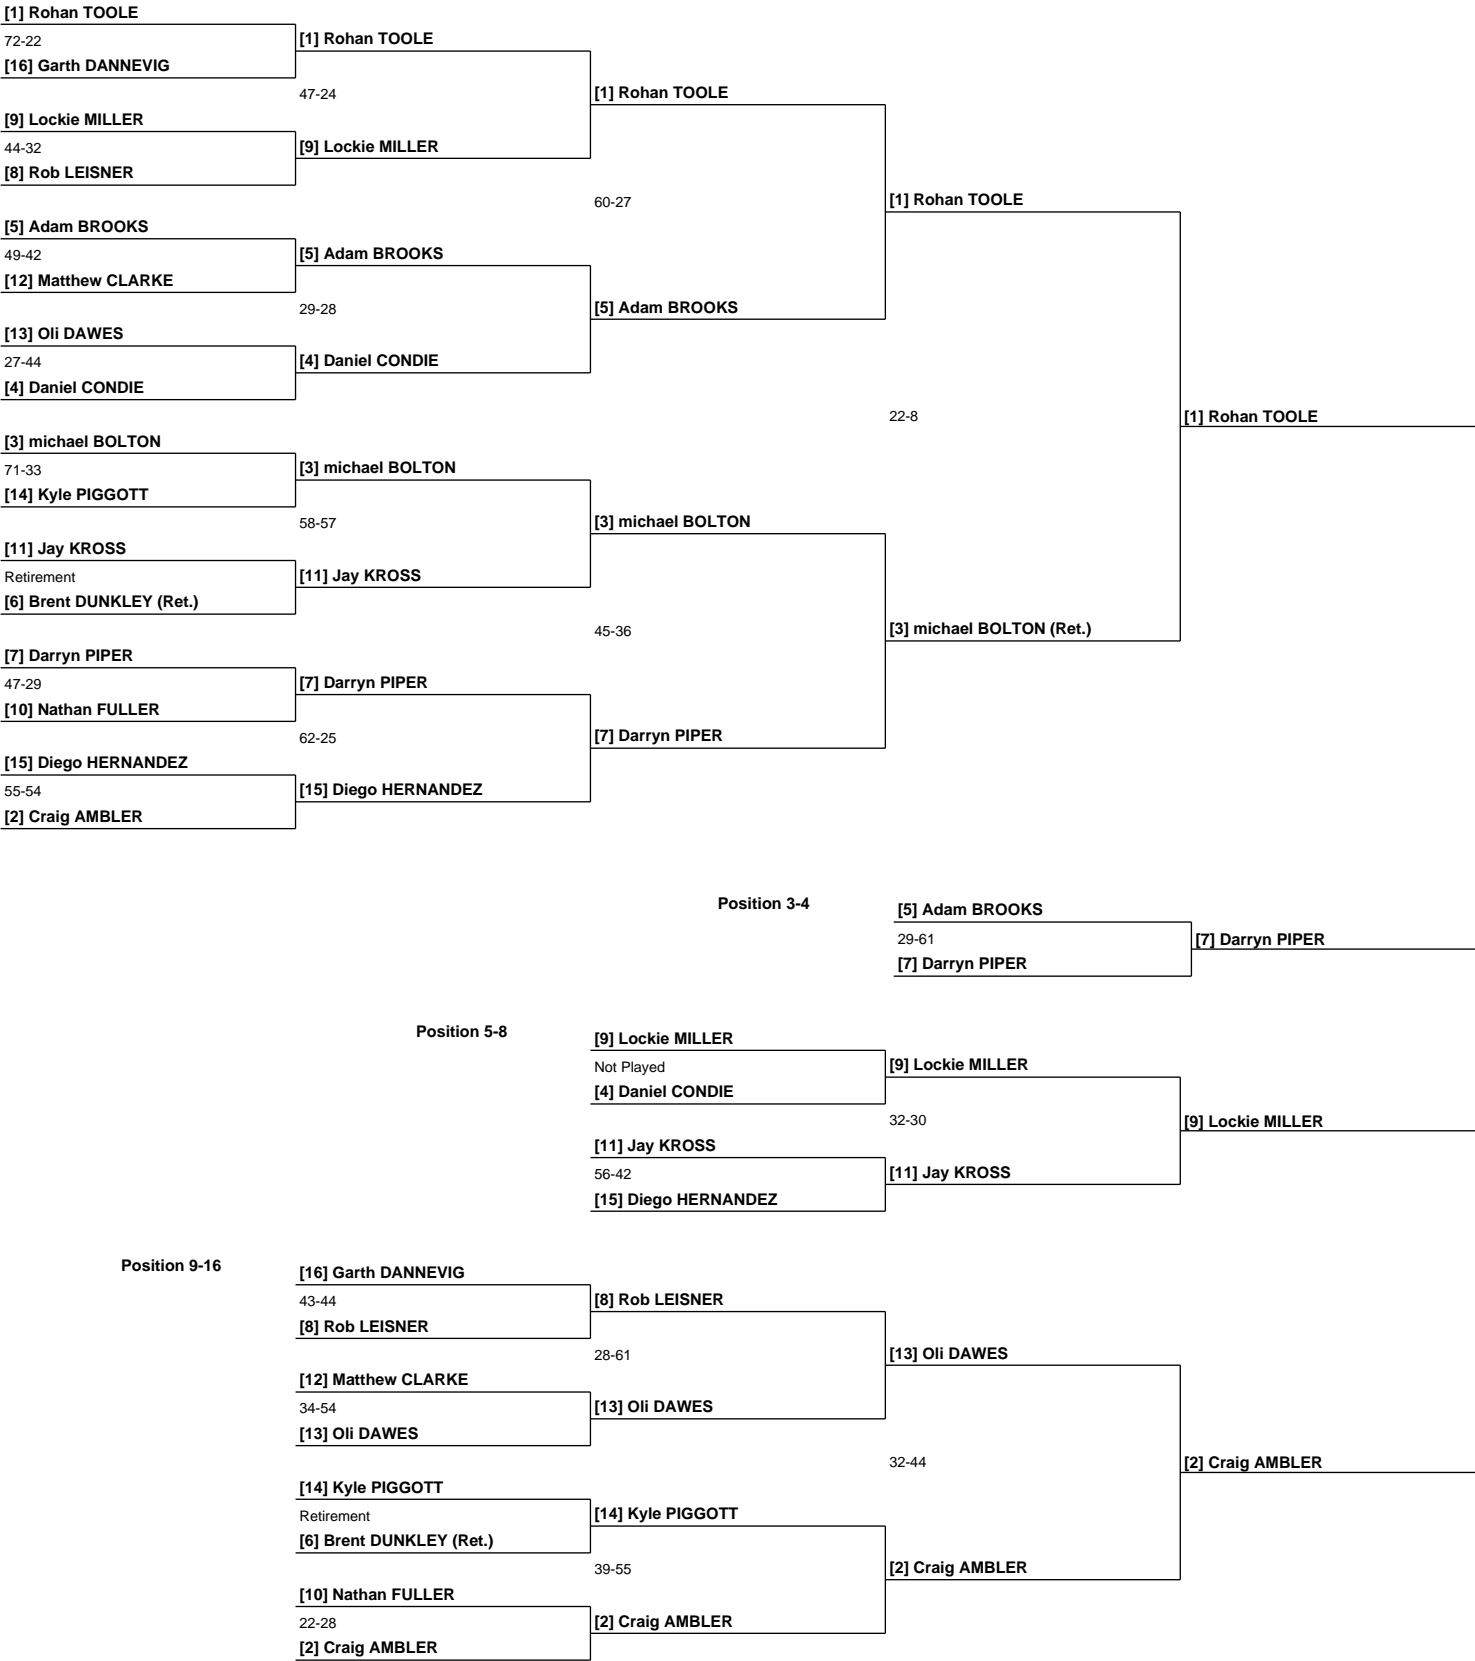 [1] Rohan TOOLE
72-22
[1] Rohan TOOLE
[16] Garth DANNEVIG
47-24
[1] Rohan TOOLE
[9] Lockie MILLER
44-32
[9] Lockie MILLER
[8] Rob LEISNER
60-27
[1] Rohan TOOLE
[5] Adam BROOKS
49-42
[5] Adam BROOKS
[12] Matthew CLARKE
29-28
[5] Adam BROOKS
[13] Oli DAWES
27-44
[4] Daniel CONDIE
[4] Daniel CONDIE
22-8
[1] Rohan TOOLE
[3] michael BOLTON
71-33
[3] michael BOLTON
[14] Kyle PIGGOTT
58-57
[3] michael BOLTON
[11] Jay KROSS
Retirement
[11] Jay KROSS
[6] Brent DUNKLEY (Ret.)
45-36
[3] michael BOLTON (Ret.)
[7] Darryn PIPER
47-29
[7] Darryn PIPER
[10] Nathan FULLER
62-25
[7] Darryn PIPER
[15] Diego HERNANDEZ
55-54
[15] Diego HERNANDEZ
[2] Craig AMBLER
Position 3-4
[5] Adam BROOKS
29-61
[7] Darryn PIPER
[7] Darryn PIPER
Position 5-8
[9] Lockie MILLER
Not Played
[9] Lockie MILLER
[4] Daniel CONDIE
32-30
[9] Lockie MILLER
[11] Jay KROSS
56-42
[11] Jay KROSS
[15] Diego HERNANDEZ
Position 9-16
[16] Garth DANNEVIG
43-44
[8] Rob LEISNER
[8] Rob LEISNER
28-61
[13] Oli DAWES
[12] Matthew CLARKE
34-54
[13] Oli DAWES
[13] Oli DAWES
32-44
[2] Craig AMBLER
[14] Kyle PIGGOTT
Retirement
[14] Kyle PIGGOTT
[6] Brent DUNKLEY (Ret.)
39-55
[2] Craig AMBLER
[10] Nathan FULLER
22-28
[2] Craig AMBLER
[2] Craig AMBLER